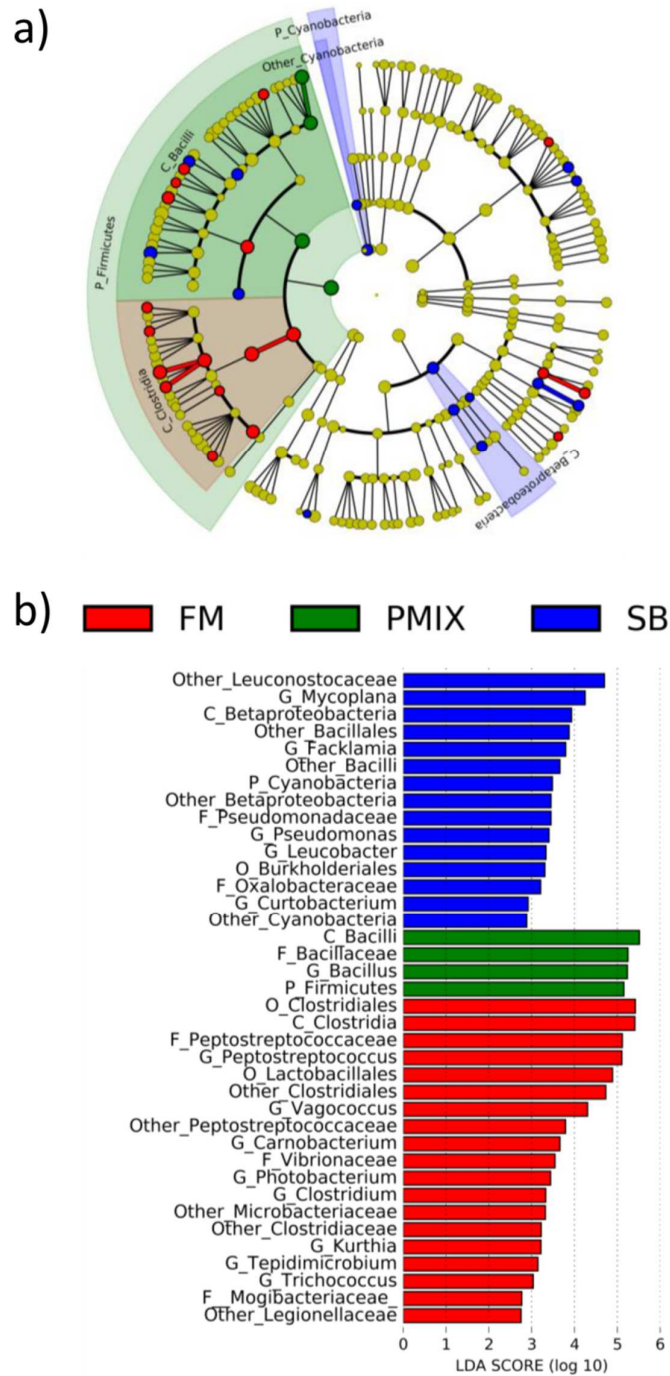 a)
P_Cyanobacteria
Other_Cyanobacteria
C_Bacilli
P_Firmicutes
C_Clostridia
C_Betaproteobacteria
b)
FM PMIX SB
Other_Leuconostocaceae
G_Mycoplana
C_Betaproteobacteria
Other_Bacillales
G_Facklamia
Other_Bacilli
P_Cyanobacteria
Other_Betaproteobacteria
F_Pseudomonadaceae
G_Pseudomonas
G_Leucobacter
O_Burkholderiales
F_Oxalobacteraceae
G_Curtobacterium
Other_Cyanobacteria
C_Bacilli
F_Bacillaceae
G_Bacillus
P_Firmicutes
O_Clostridiales
C_Clostridia
F_Peptostreptococcaceae
G_Peptostreptococcus
O_Lactobacillales
Other_Clostridiales
G_Vagococcus
Other_Peptostreptococcaceae
G_Carnobacterium
F_Vibrionaceae
G_Photobacterium
G_Clostridium
Other_Microbacteriaceae
Other_Clostridiaceae
G_Kurthia
G_Tepidimicrobium
G_Trichococcus
F__Mogibacteriaceae_
Other_Legionellaceae
0 1 2 3 4 5 6
LDA SCORE (log 10)